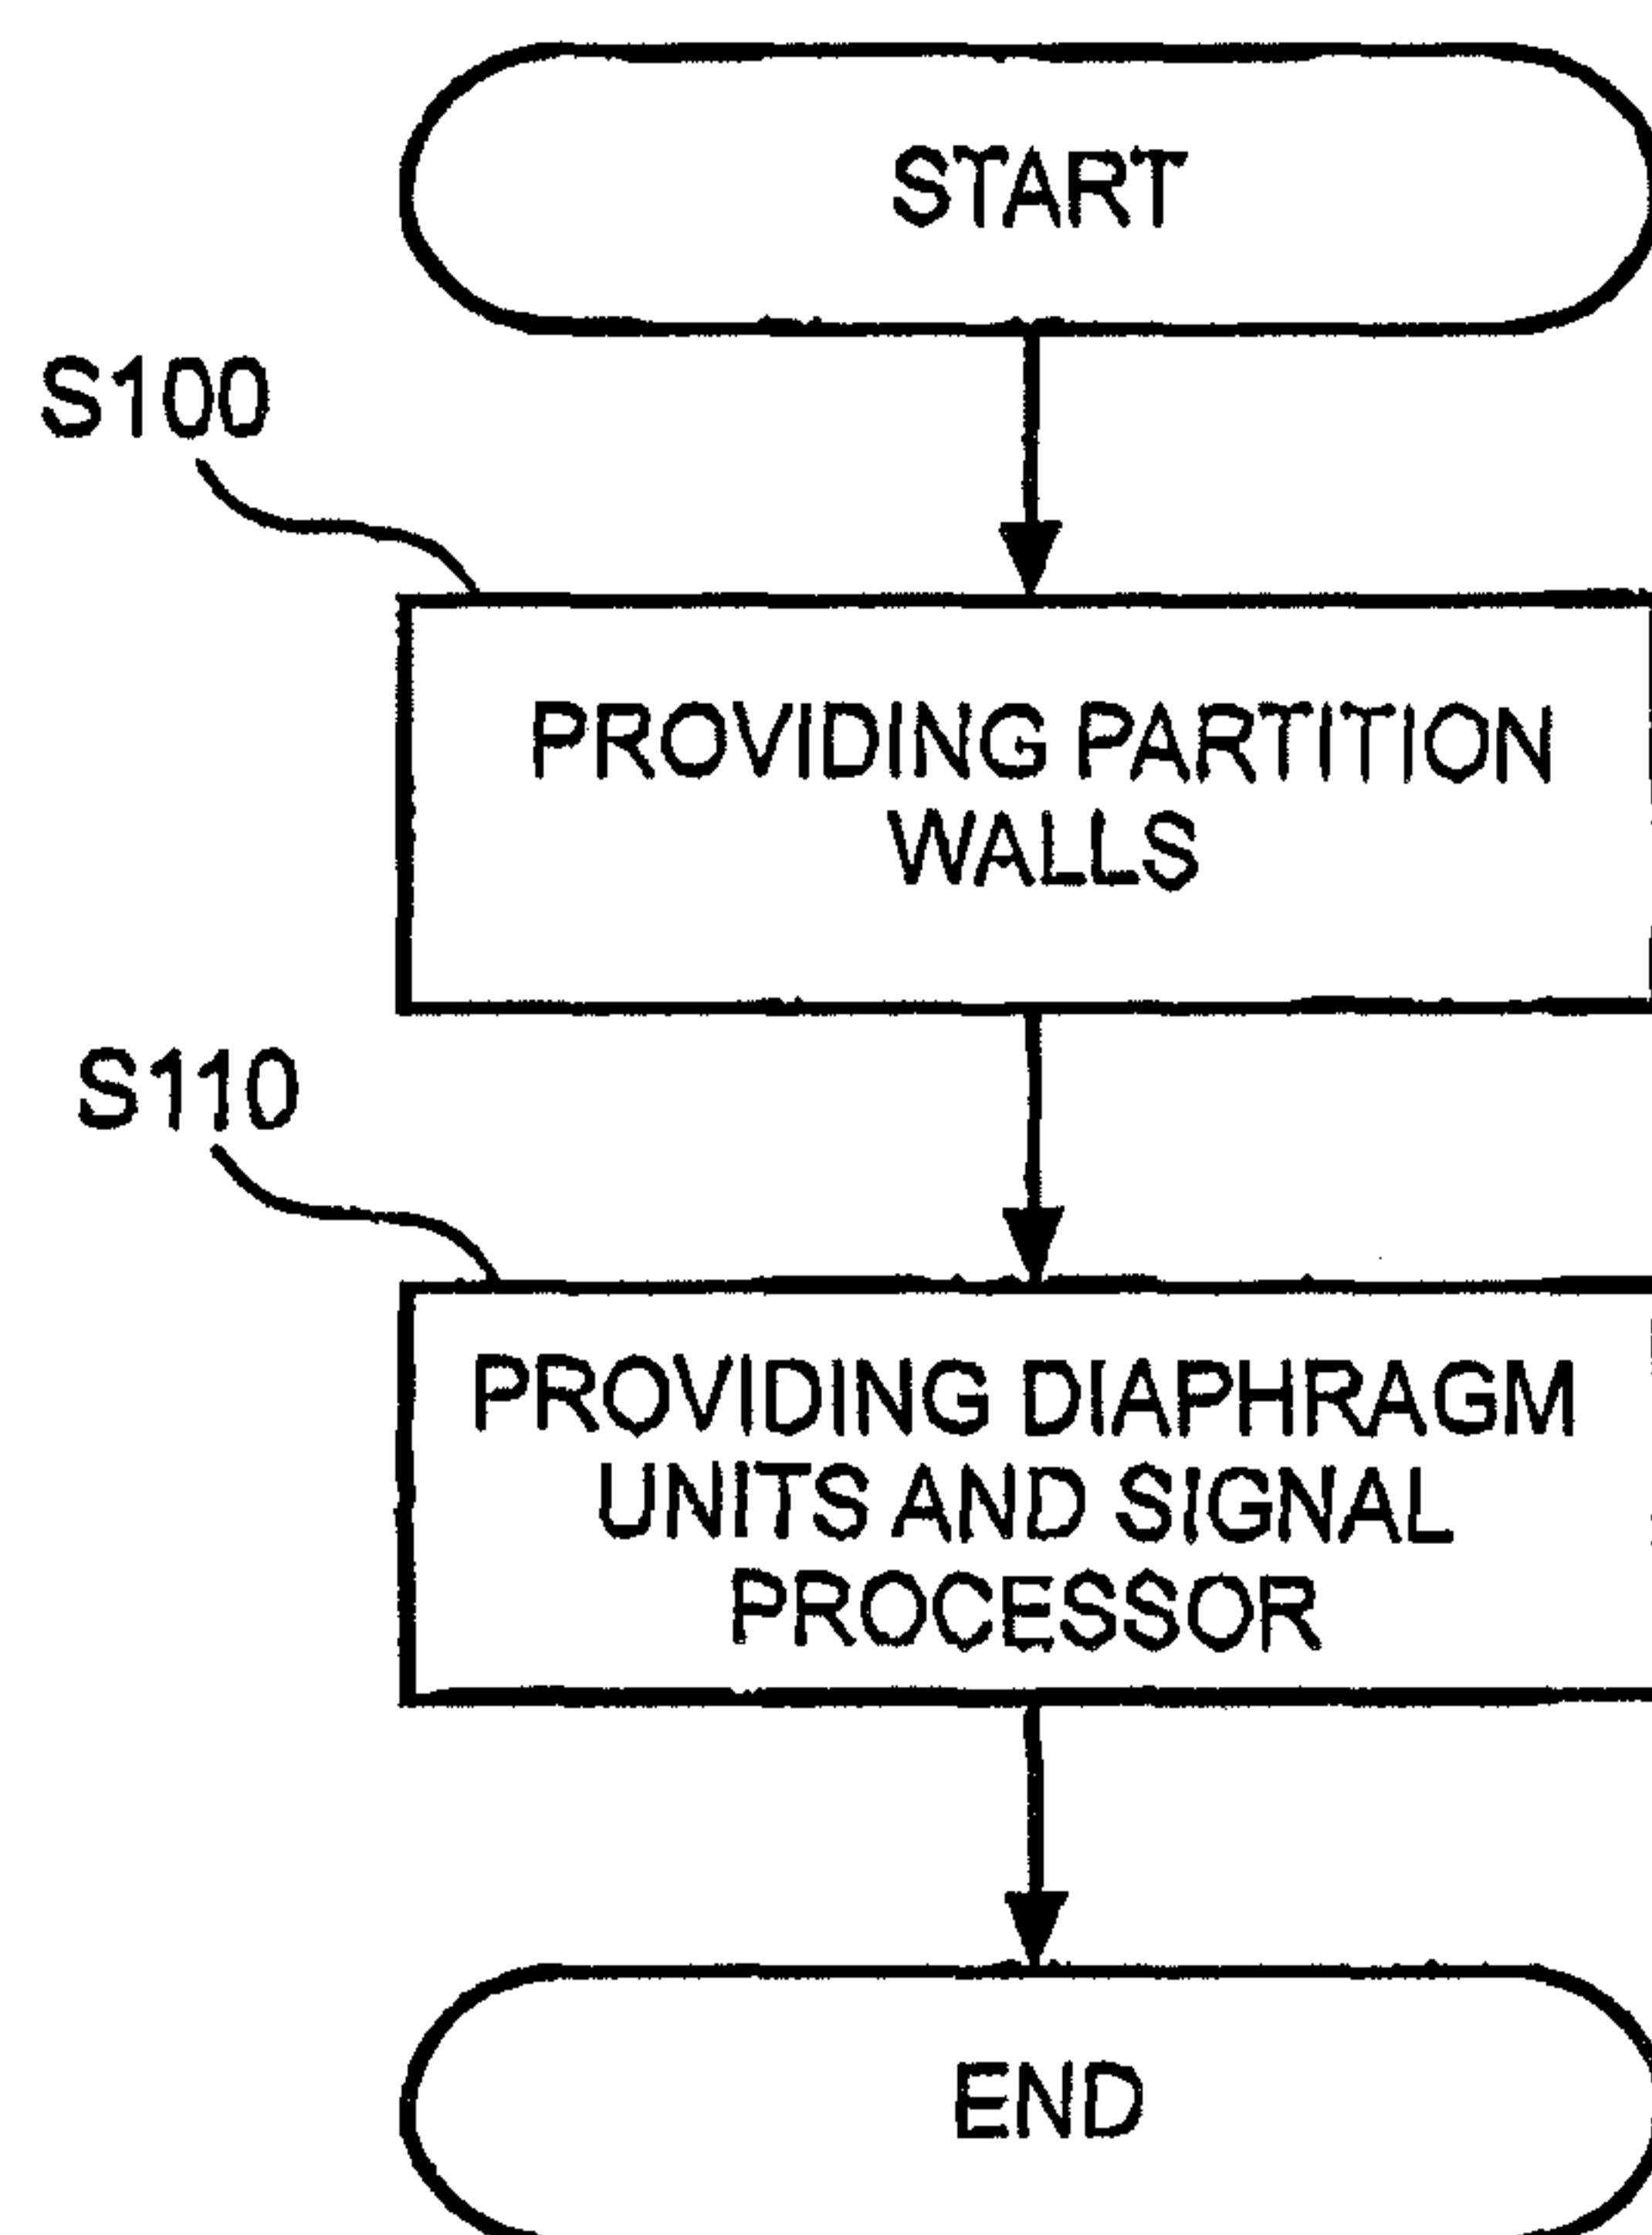 START
S100
PROVIDING PARTITION
WALLS
S110
PROVIDING DIAPHRAGM
UNITS AND SIGNAL
PROCESSOR
END